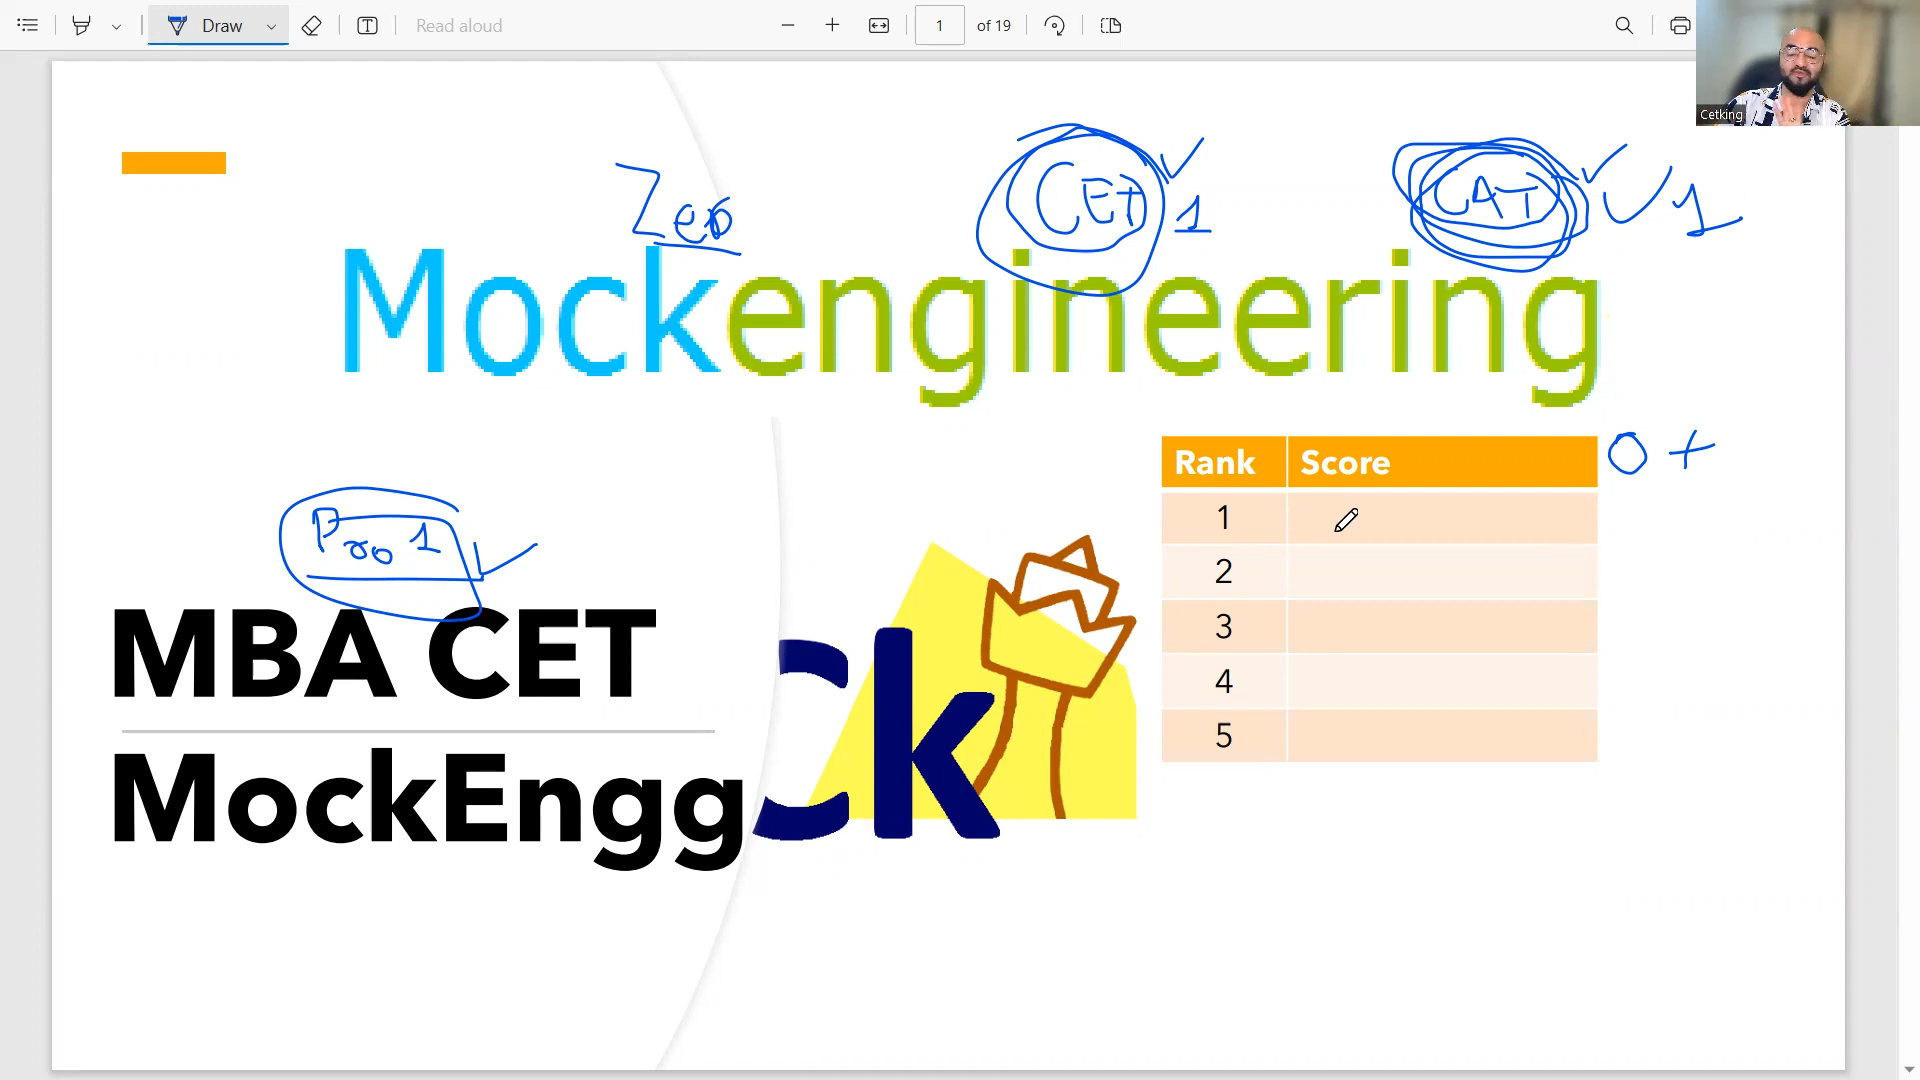 Draw
Read aloud
1 of 19
Cetking
Zero
CET 1
CAT 1
Mockengineering
Rank Score 0 +
1
2
3
4
5
Pro 1
MBA CET
MockEngg
ck